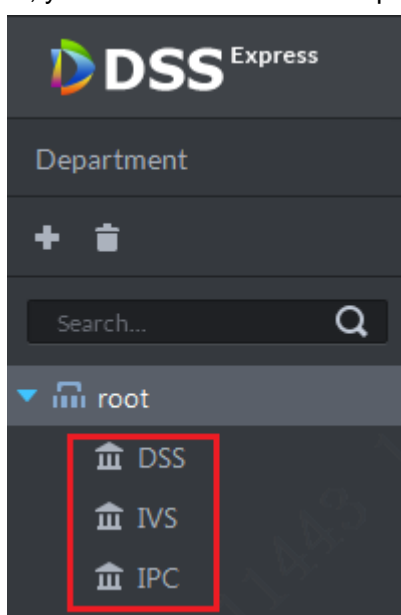 DSS Express
Department
Search...
root
DSS
IVS
IPC